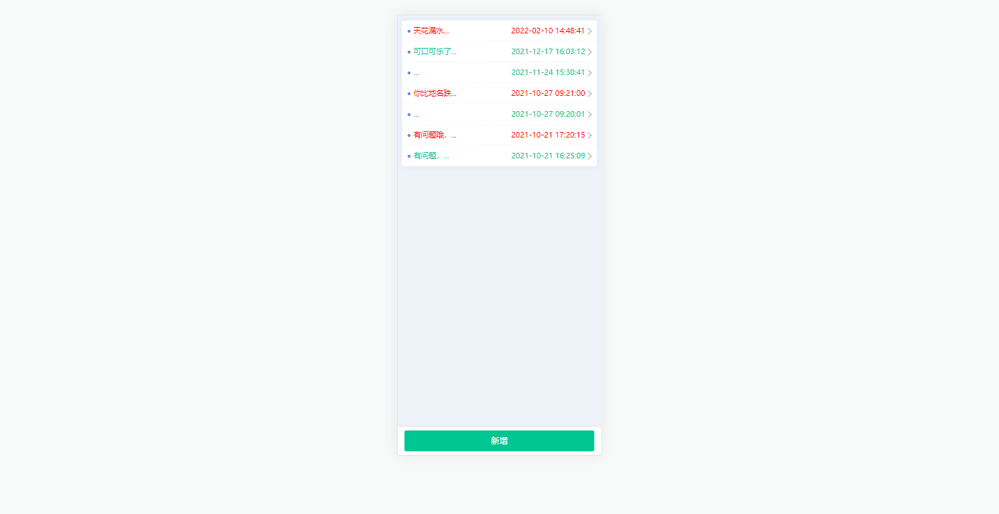 天花漏水... 2022-02-10 14:48:41
可口可乐了... 2021-12-17 16:03:12
... 2021-11-24 15:30:41
你比地名跌... 2021-10-27 09:21:00
... 2021-10-27 09:20:01
有问题哦，... 2021-10-21 17:20:15
有问题，... 2021-10-21 16:25:09
新增